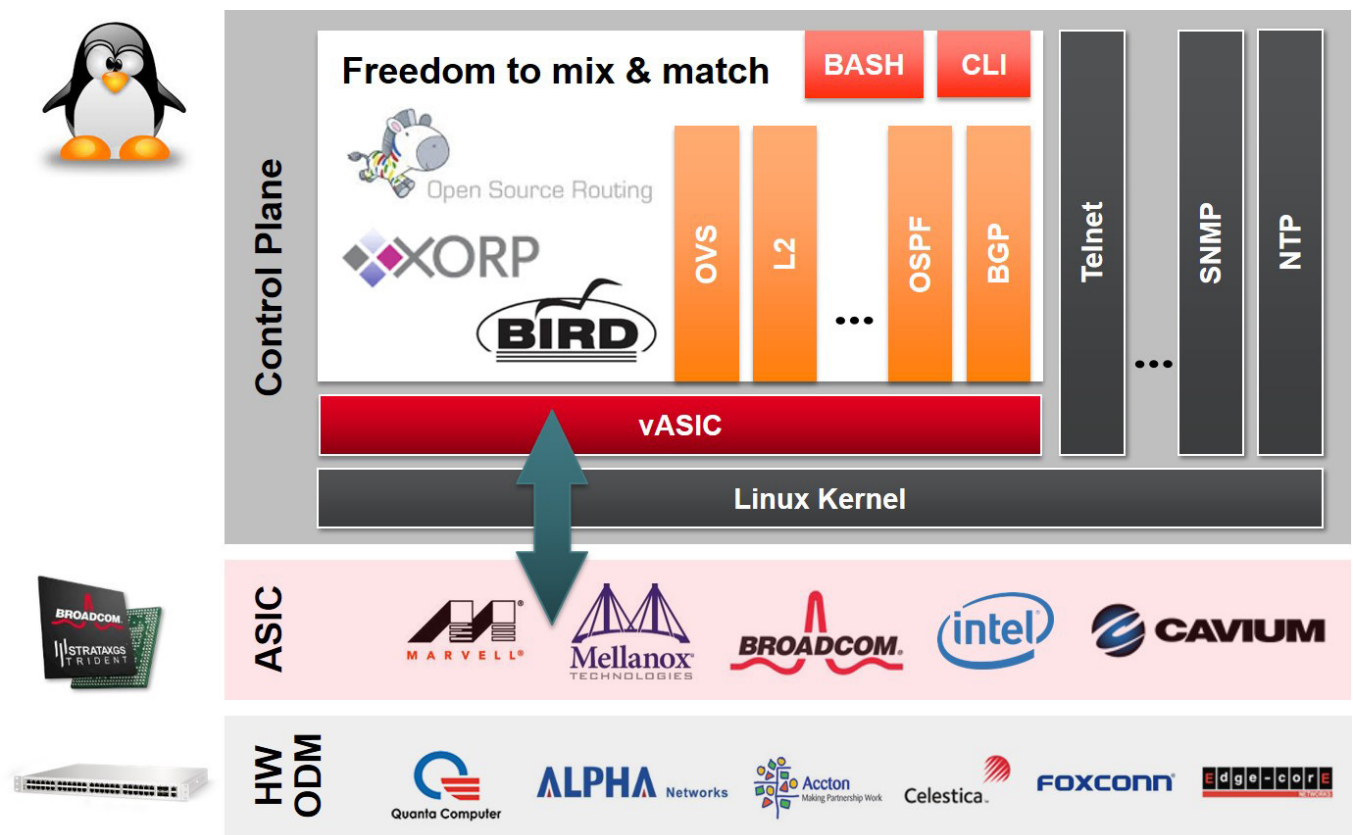 Control Plane
Freedom to mix & match
BASH
CLI
Open Source Routing
XORP
BIRD
OVS
L2
...
OSPF
BGP
Telnet
...
SNMP
NTP
vASIC
Linux Kernel
BROADCOM.
STRATAXGS
TRIDENT
ASIC
MARVELL®
Mellanox®
TECHNOLOGIES
BROADCOM.
intel
CAVIUM
HW
ODM
Quanta Computer
ALPHA Networks
Accton
Making Partnership Work
Celestica
FOXCONN®
Edge-corE
NETWORKS